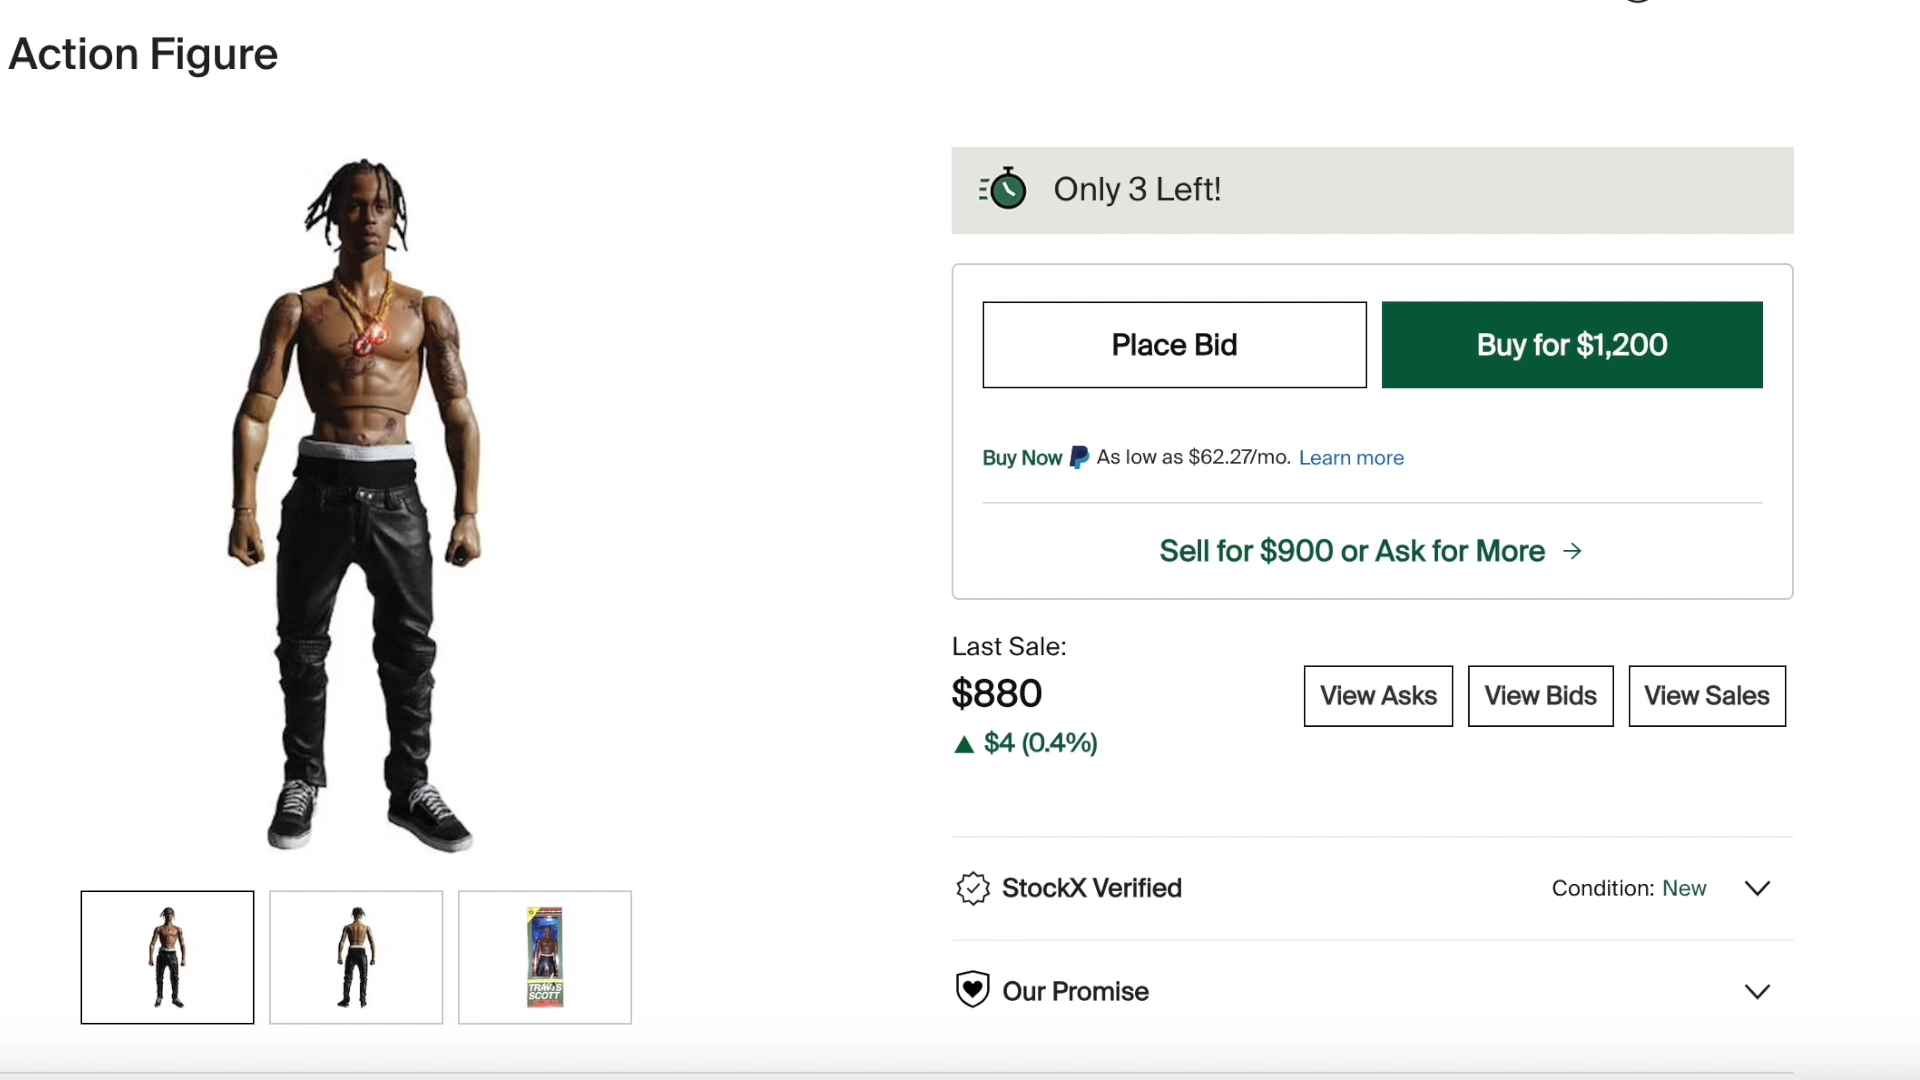 Action Figure
Only 3 Left!
Place Bid
Buy for $1,200
Buy Now As low as $62.27/mo. Learn more
Sell for $900 or Ask for More →
Last Sale:
$880
▲ $4 (0.4%)
View Asks
View Bids
View Sales
StockX Verified
Condition: New
Our Promise
TRAVIS
SCOTT